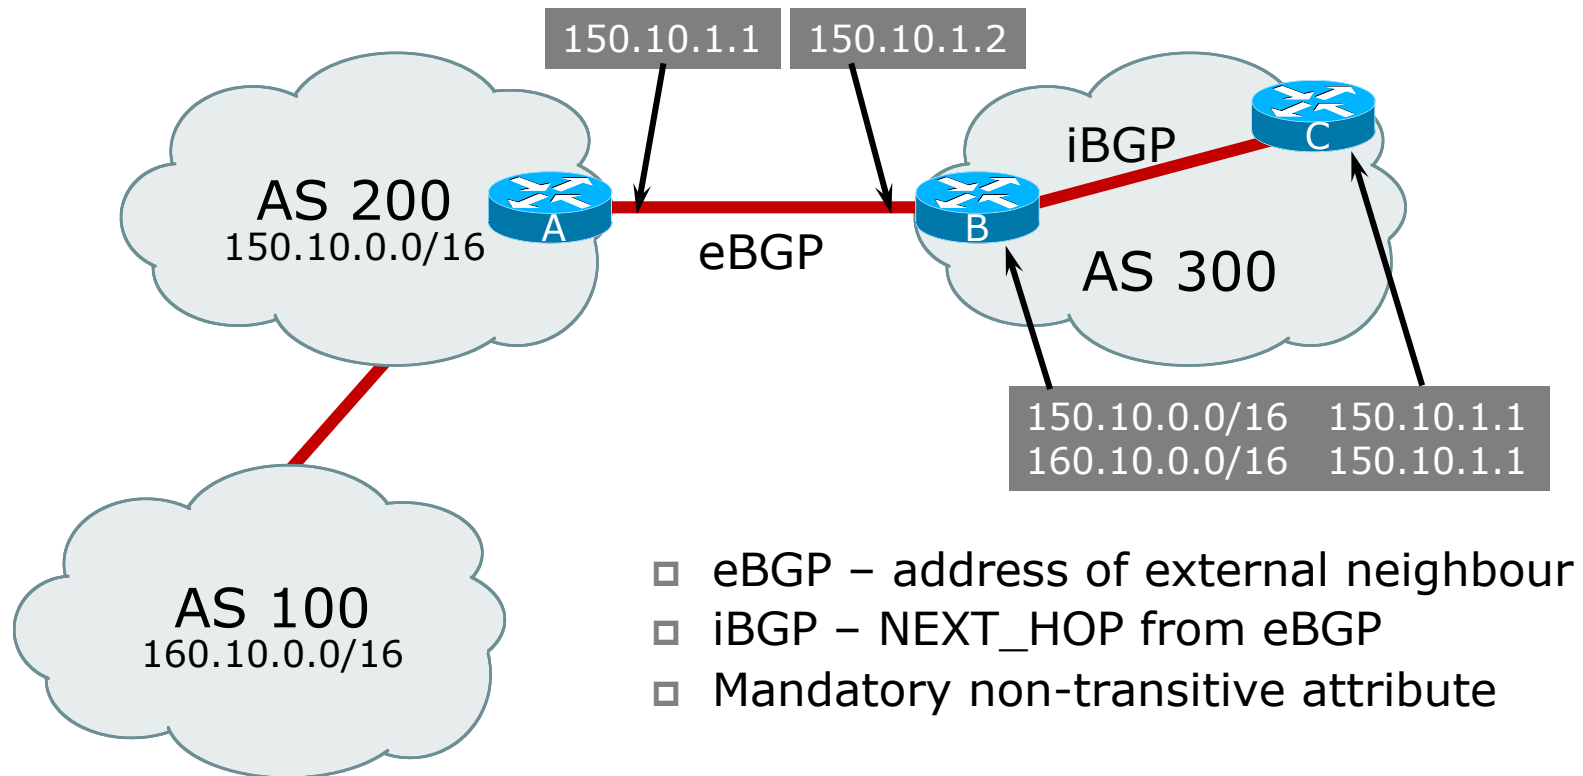 150.10.1.1
150.10.1.2
iBGP
C
AS 200
150.10.0.0/16
A
B
eBGP
AS 300
150.10.0.0/16 150.10.1.1
160.10.0.0/16 150.10.1.1
AS 100
160.10.0.0/16
eBGP – address of external neighbour
iBGP – NEXT_HOP from eBGP
Mandatory non-transitive attribute